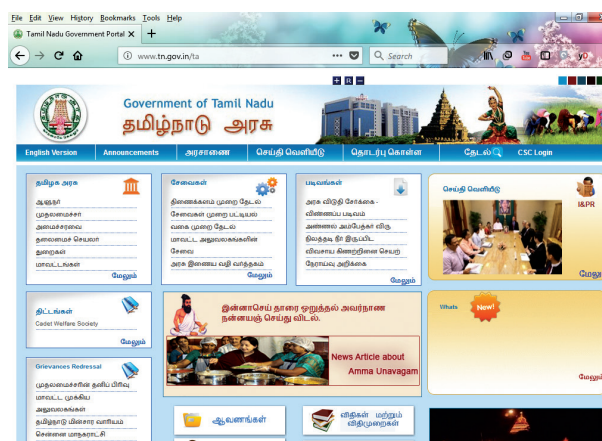 File Edit View History Bookmarks Tools Help
Tamil Nadu Government Portal
www.tn.gov.in/ta
Search
Government of Tamil Nadu
தமிழ்நாடு அரசு
English Version Announcements அரசாணை செய்தி வெளியீடு தொடர்பு கொள்ள தேடல் CSC Login
தமிழக அரசு
ஆளுநர்
முதலமைச்சர்
அமைச்சரவை
தலைமைச் செயலர்
துறைகள்
மாவட்டங்கள்
மேலும்
சேவைகள்
திணைக்களம் முறை தேடல்
சேவைகள் முறை பட்டியல்
வகை முறை தேடல்
மாவட்ட அலுவலகங்களின்
சேவை
அரசு இணைய வழி வர்த்தகம்
மேலும்
படிவங்கள்
அரசு விடுதி சேர்க்கை -
விண்ணப்ப படிவம்
அண்ணல் அம்பேத்கர் விரு
நிலத்தடி நீர் இருப்பிட
விவசாய கிணற்றினை செயற்
நேராய்வு அறிக்கை
மேலும்
செய்தி வெளியீடு
I&PR
மேலும்
திட்டங்கள்
Cadet Welfare Society
மேலும்
இன்னாசெய் தாரை ஒறுத்தல் அவர்நாண
நன்னயஞ் செய்து விடல்.
News Article about
Amma Unavagam
Whats New!
மேலும்
Grievances Redressal
முதலமைச்சரின் தனிப் பிரிவு
மாவட்ட முக்கிய
அலுவலகங்கள்
தமிழ்நாடு மின்சார வாரியம்
சென்னை மாநகராட்சி
ஆவணங்கள்
விதிகள் மற்றும்
விதிமுறைகள்